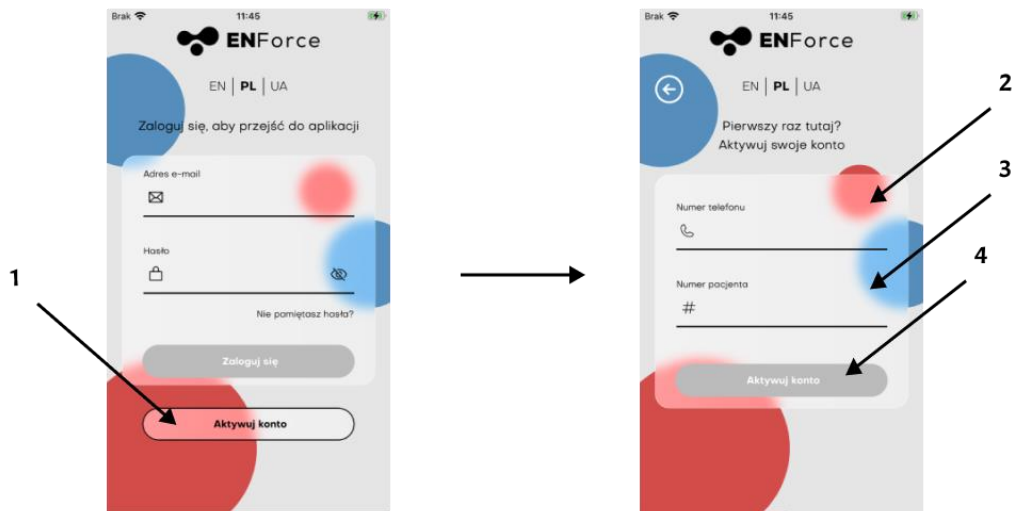 Brak 11:45
ENForce
EN | PL | UA
Zaloguj się, aby przejść do aplikacji
Adres e-mail
Hasło
Nie pamiętasz hasła?
Zaloguj się
Aktywuj konto
1
Brak 11:45
ENForce
EN | PL | UA
Pierwszy raz tutaj?
Aktywuj swoje konto
Numer telefonu
Numer pacjenta
#
Aktywuj konto
2
3
4